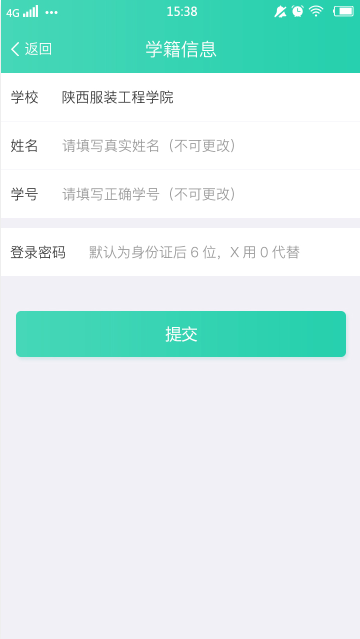 4G 15:38
返回 学籍信息
学校 陕西服装工程学院
姓名 请填写真实姓名（不可更改）
学号 请填写正确学号（不可更改）
登录密码 默认为身份证后 6 位，X 用 0 代替
提交